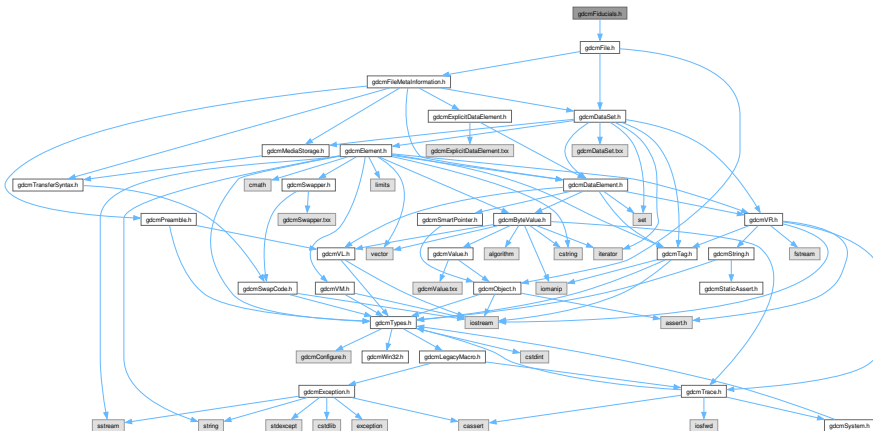 gdcmFiducials.h
gdcmFile.h
gdcmFileMetaInformation.h
gdcmExplicitDataElement.h
gdcmDataSet.h
gdcmMediaStorage.h
gdcmElement.h
gdcmExplicitDataElement.txx
gdcmDataSet.txx
gdcmTransferSyntax.h
cmath
gdcmSwapper.h
limits
gdcmDataElement.h
gdcmPreamble.h
gdcmSwapper.txx
gdcmSmartPointer.h
gdcmByteValue.h
set
gdcmVR.h
gdcmVL.h
vector
gdcmValue.h
algorithm
cstring
iterator
gdcmTag.h
gdcmString.h
fstream
gdcmSwapCode.h
gdcmVM.h
gdcmValue.txx
gdcmObject.h
iomanip
gdcmStaticAssert.h
gdcmTypes.h
iostream
assert.h
gdcmConfigure.h
gdcmWin32.h
gdcmLegacyMacro.h
cstdint
gdcmException.h
gdcmTrace.h
sstream
string
stdexcept
cstdlib
exception
cassert
iosfwd
gdcmSystem.h